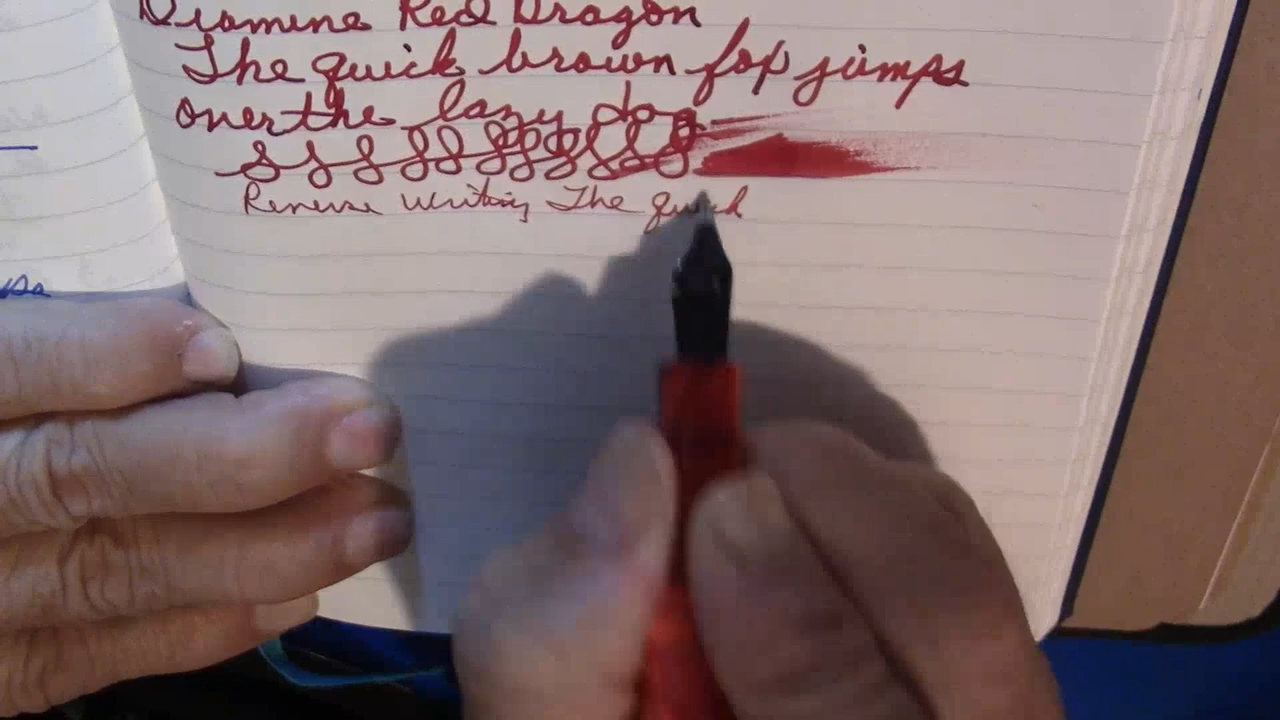 Diamine Red Dragon
The quick brown fox jumps
over the lazy dog
Reverse Writing The quick